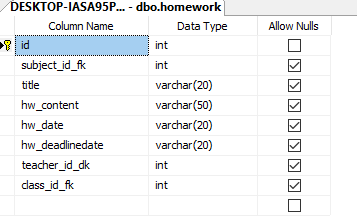 DESKTOP-IASA95P... - dbo.homework
Column Name Data Type Allow Nulls
id int
subject_id_fk int
title varchar(20)
hw_content varchar(50)
hw_date varchar(20)
hw_deadlinedate varchar(20)
teacher_id_dk int
class_id_fk int